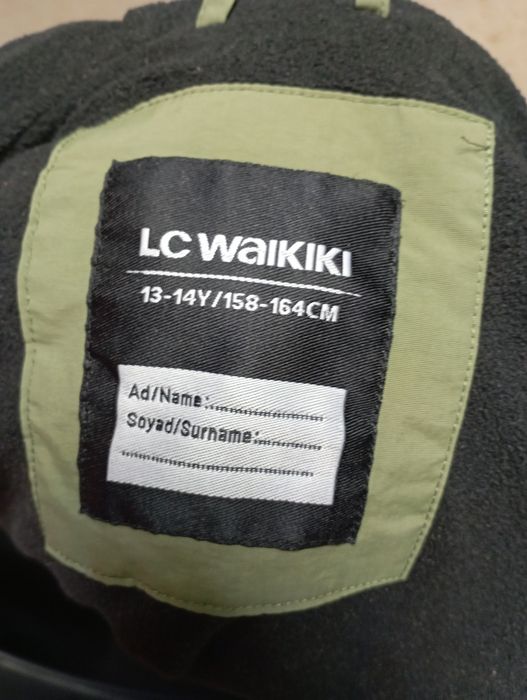 LC WAIKIKI
13-14Y/158-164CM
Ad/Name:....................
Soyad/Surname:............
....................................